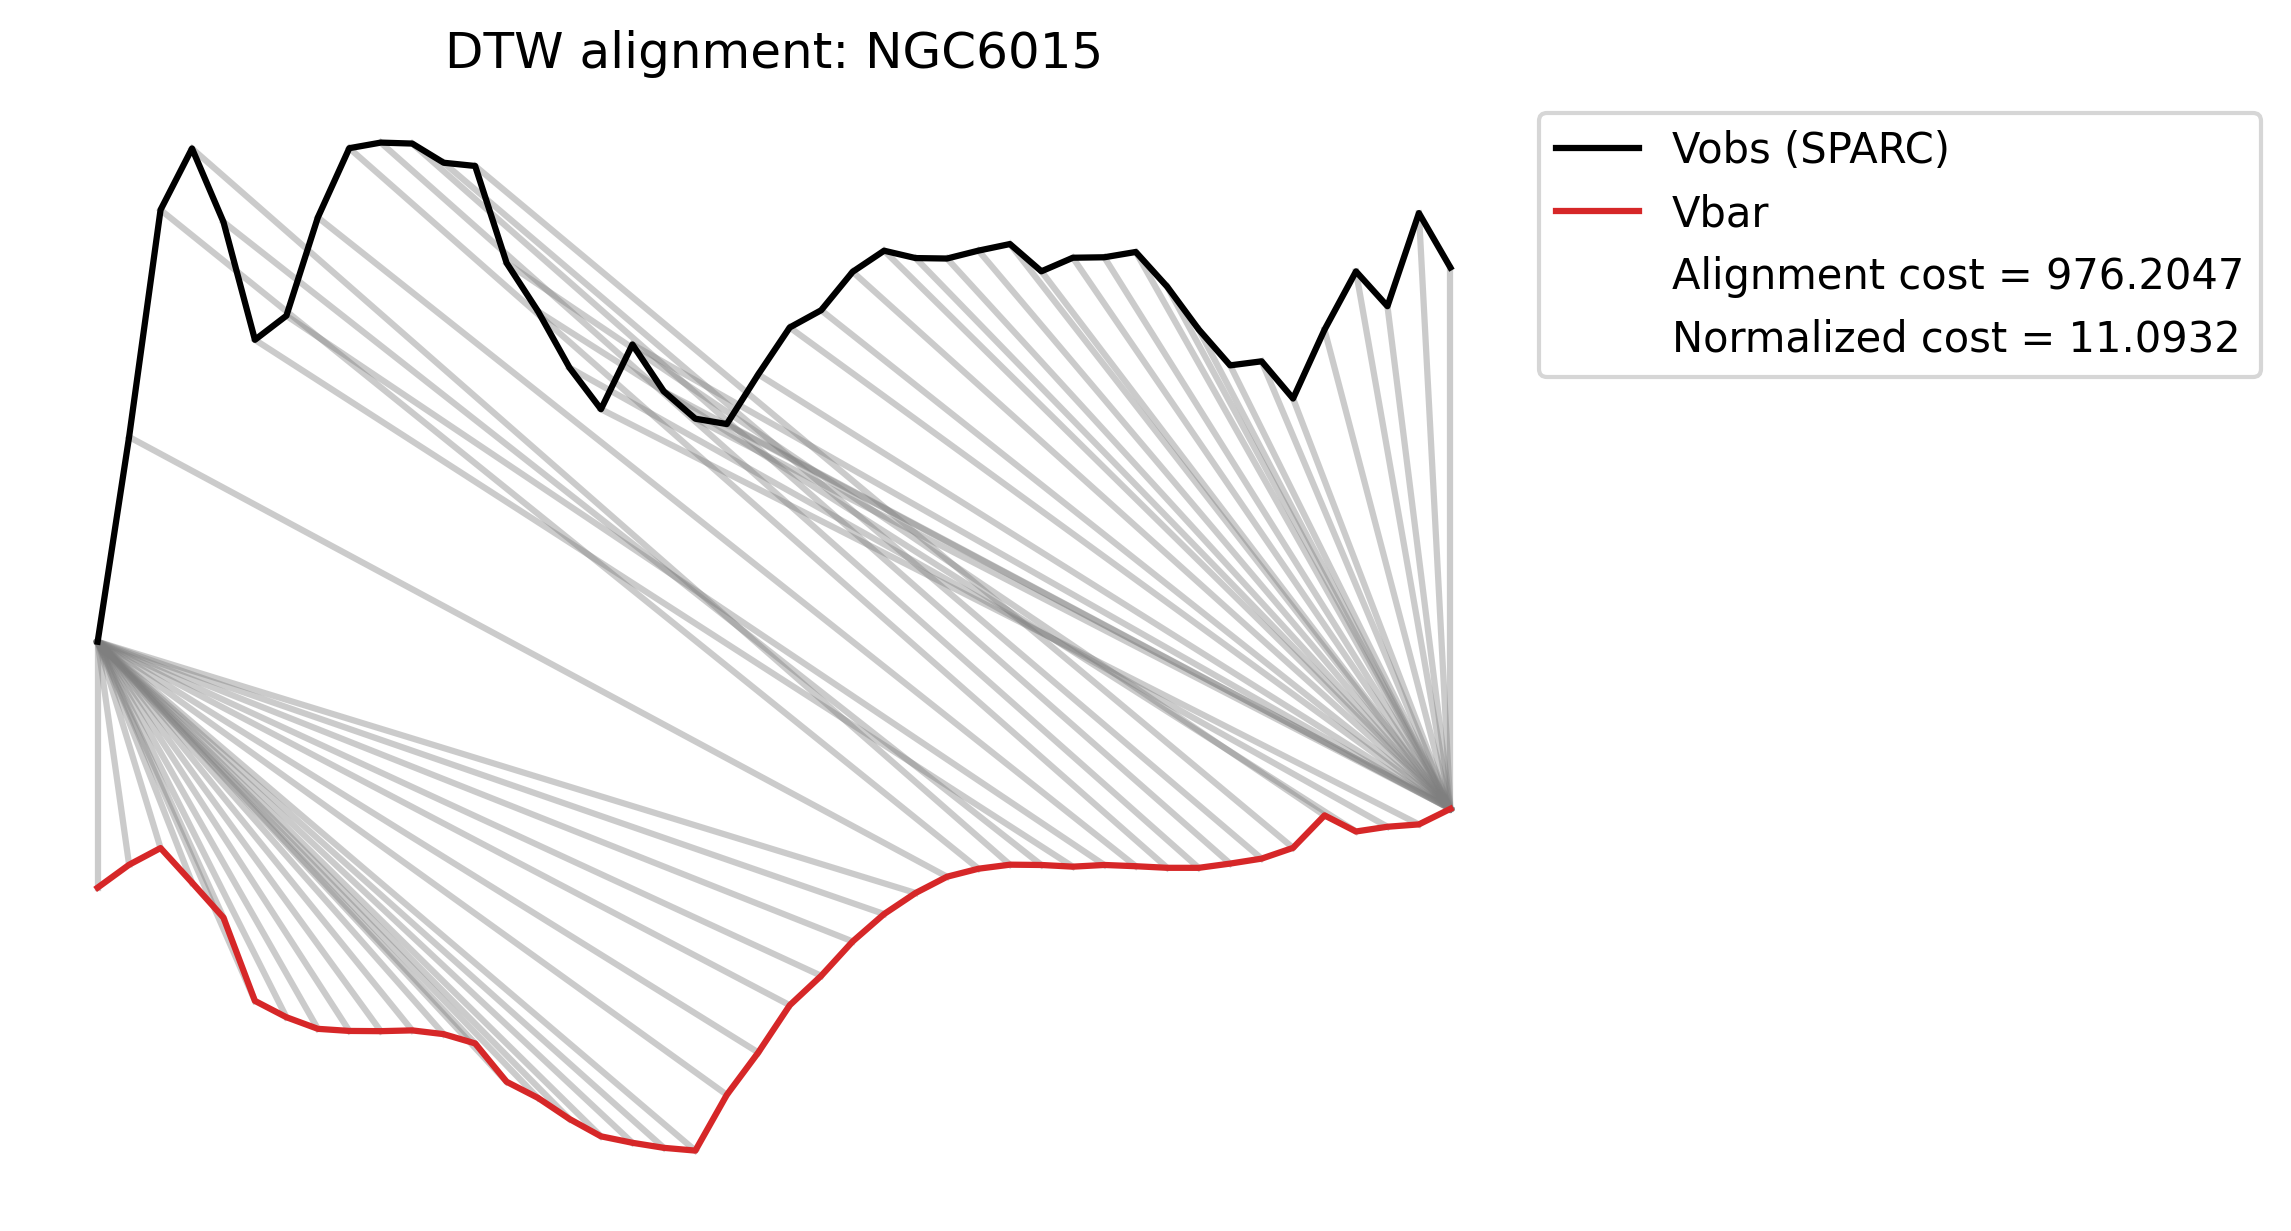 DTW alignment: NGC6015
Vobs (SPARC)
Vbar
Alignment cost = 976.2047
Normalized cost = 11.0932